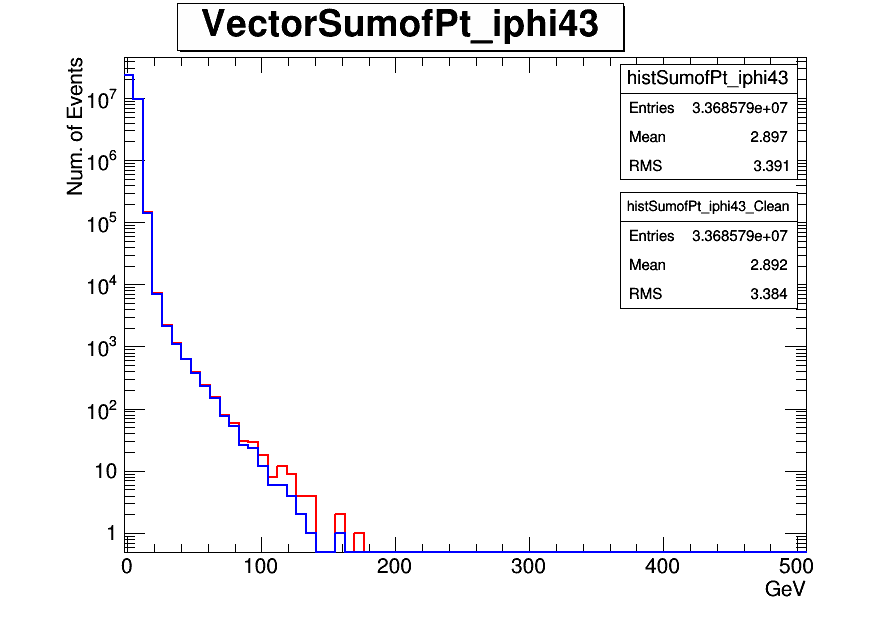 VectorSumofPt_iphi43
Num. of Events
10^7
10^6
10^5
10^4
10^3
10^2
10
1
0 100 200 300 400 500
GeV
histSumofPt_iphi43
Entries 3.368579e+07
Mean 2.897
RMS 3.391
histSumofPt_iphi43_Clean
Entries 3.368579e+07
Mean 2.892
RMS 3.384